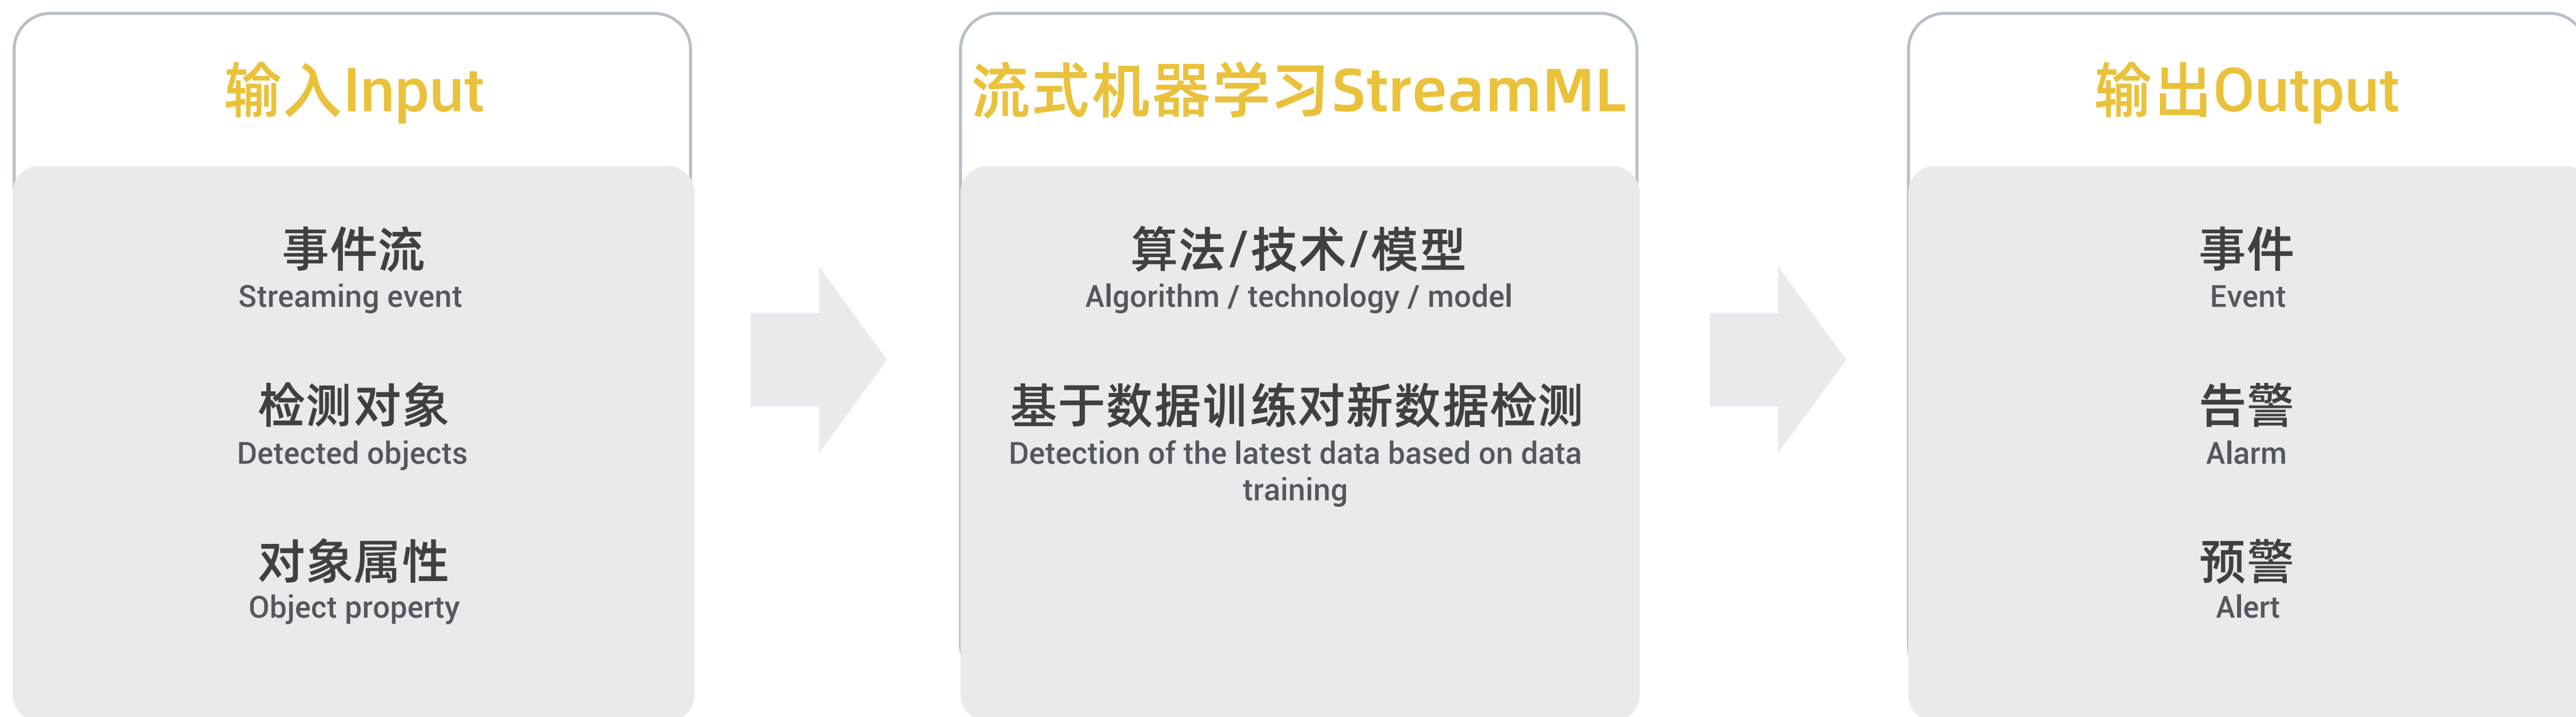 输入Input
事件流
Streaming event
检测对象
Detected objects
对象属性
Object property
流式机器学习StreamML
算法/技术/模型
Algorithm / technology / model
基于数据训练对新数据检测
Detection of the latest data based on data
training
输出Output
事件
Event
告警
Alarm
预警
Alert